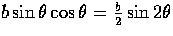 b sin θ cos θ = b/2 sin 2θ